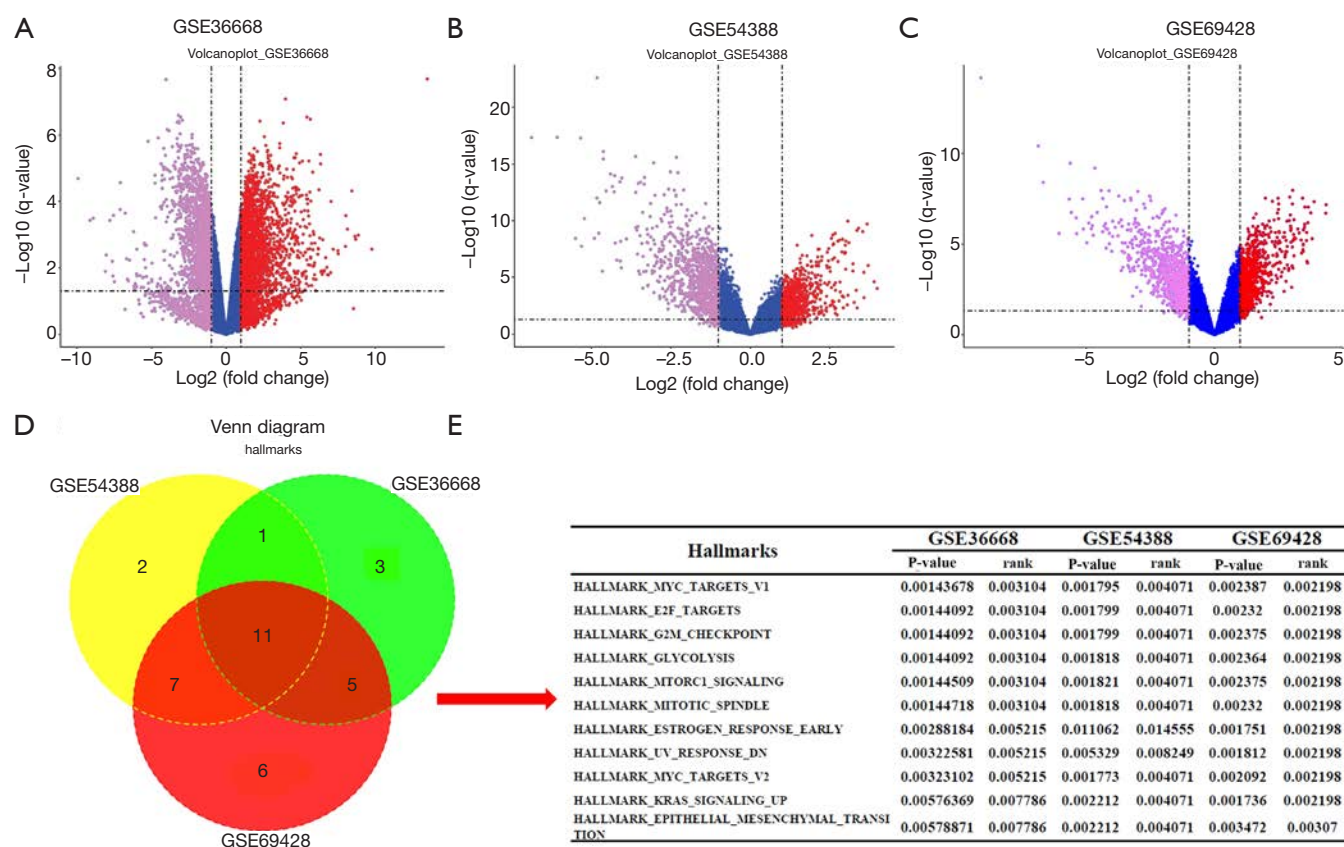 A
GSE36668
Volcanoplot_GSE36668
8
6
4
2
0
−Log10 (q-value)
−10 −5 0 5 10
Log2 (fold change)
B
GSE54388
Volcanoplot_GSE54388
20
15
10
5
0
−Log10 (q-value)
−5.0 −2.5 0.0 2.5
Log2 (fold change)
C
GSE69428
Volcanoplot_GSE69428
10
5
0
−Log10 (q-value)
−5 0 5
Log2 (fold change)
D
Venn diagram
hallmarks
GSE54388
GSE36668
1
2
3
11
7
5
6
GSE69428
E
Hallmarks GSE36668 GSE54388 GSE69428
P-value rank P-value rank P-value rank
HALLMARK_MYC_TARGETS_V1 0.00143678 0.003104 0.001795 0.004071 0.002387 0.002198
HALLMARK_E2F_TARGETS 0.00144092 0.003104 0.001799 0.004071 0.00232 0.002198
HALLMARK_G2M_CHECKPOINT 0.00144092 0.003104 0.001799 0.004071 0.002375 0.002198
HALLMARK_GLYCOLYSIS 0.00144092 0.003104 0.001818 0.004071 0.002364 0.002198
HALLMARK_MTORC1_SIGNALING 0.00144509 0.003104 0.001821 0.004071 0.002375 0.002198
HALLMARK_MITOTIC_SPINDLE 0.00144718 0.003104 0.001818 0.004071 0.00232 0.002198
HALLMARK_ESTROGEN_RESPONSE_EARLY 0.00288184 0.005215 0.011062 0.014555 0.001751 0.002198
HALLMARK_UV_RESPONSE_DN 0.00322581 0.005215 0.005329 0.008249 0.001812 0.002198
HALLMARK_MYC_TARGETS_V2 0.00323102 0.005215 0.001773 0.004071 0.002092 0.002198
HALLMARK_KRAS_SIGNALING_UP 0.00576369 0.007786 0.002212 0.004071 0.001736 0.002198
HALLMARK_EPITHELIAL_MESENCHYMAL_TRANSI
TION 0.00578871 0.007786 0.002212 0.004071 0.003472 0.00307